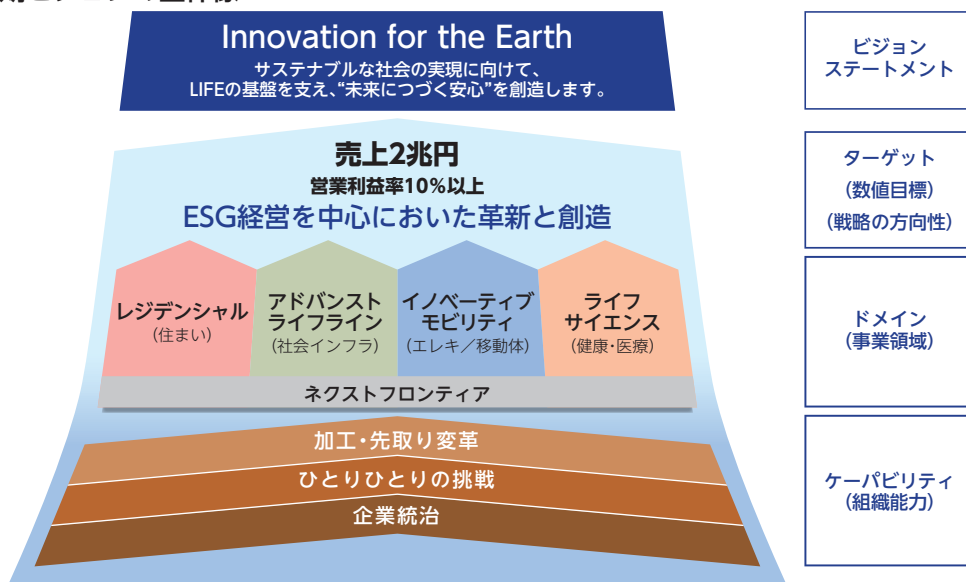 Innovation for the Earth
サステナブルな社会の実現に向けて、
LIFEの基盤を支え、“未来につづく安心”を創造します。
ビジョン
ステートメント
売上2兆円
営業利益率10%以上
ESG経営を中心においた革新と創造
ターゲット
（数値目標）
（戦略の方向性）
レジデンシャル
（住まい）
アドバンスト
ライフライン
（社会インフラ）
イノベーティブ
モビリティ
（エレキ／移動体）
ライフ
サイエンス
（健康・医療）
ネクストフロンティア
ドメイン
（事業領域）
加工・先取り変革
ひとりひとりの挑戦
企業統治
ケーパビリティ
（組織能力）